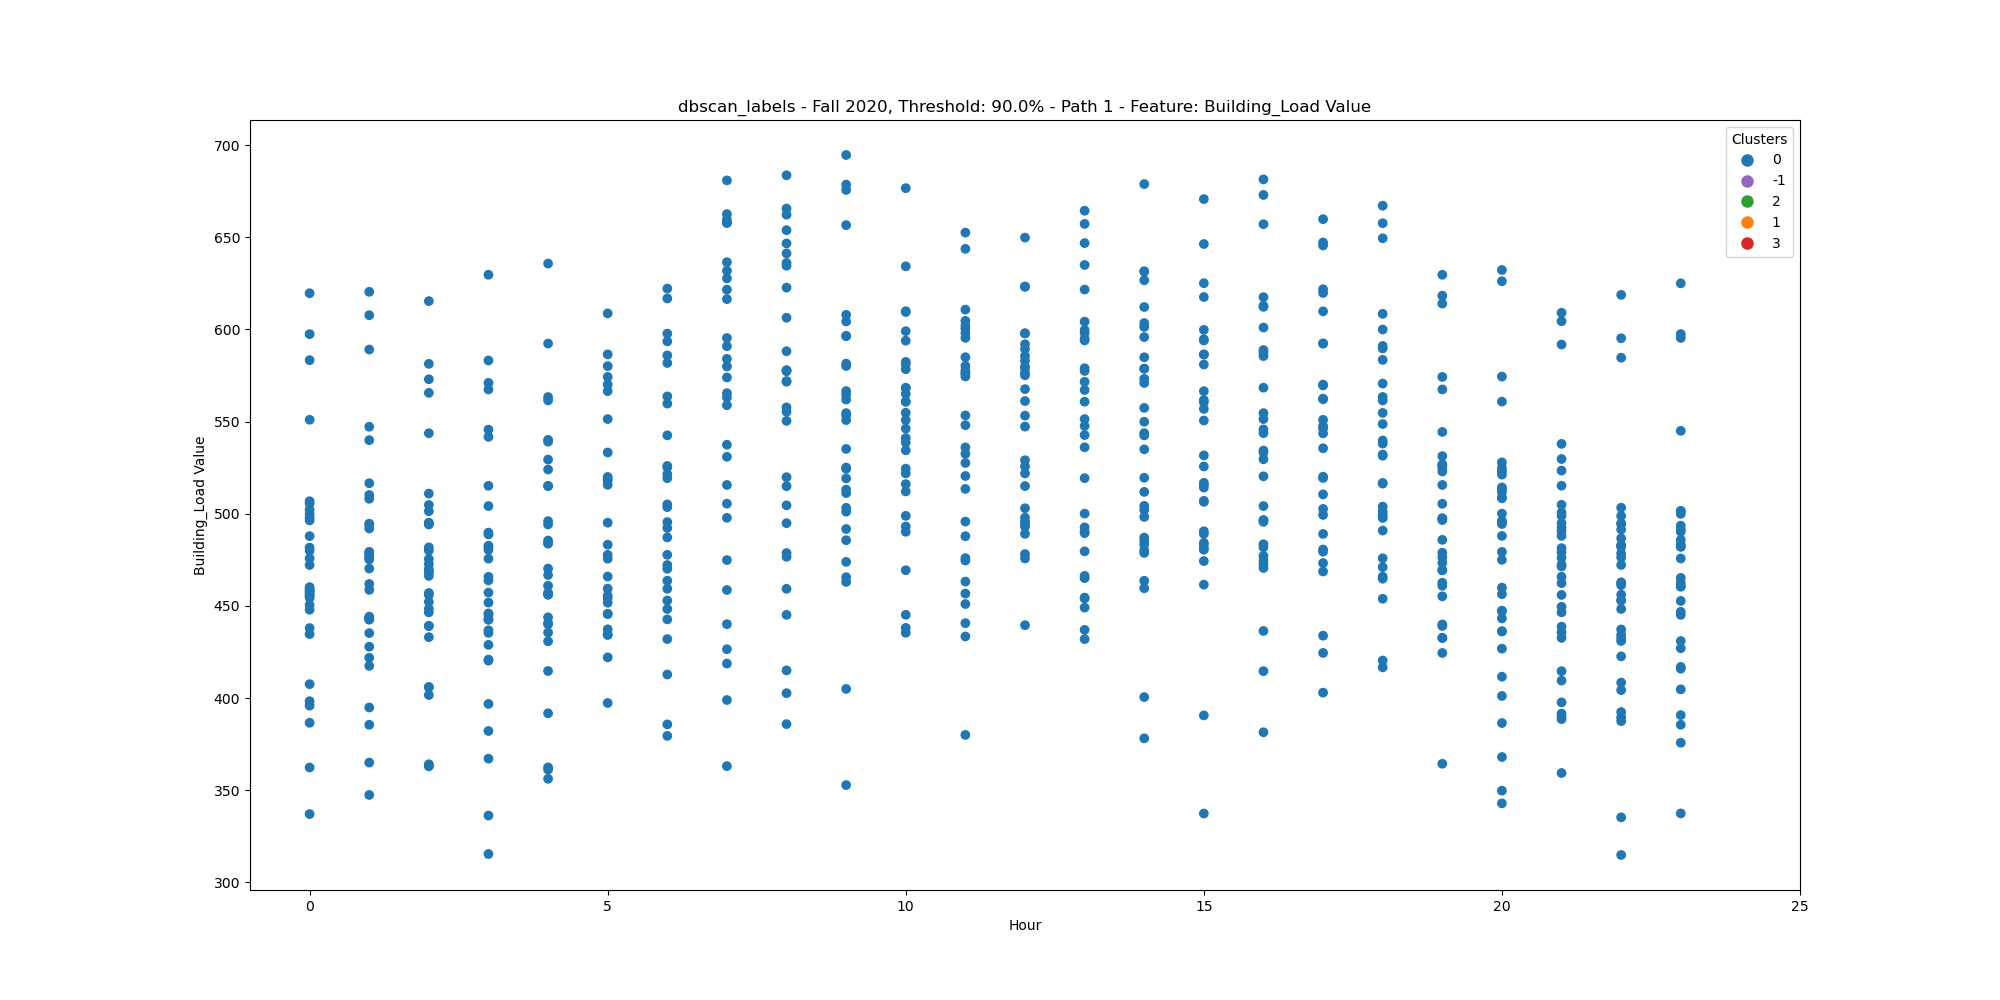 dbscan_labels - Fall 2020, Threshold: 90.0% - Path 1 - Feature: Building_Load Value
Clusters
0
-1
2
1
3
700
650
600
550
500
450
400
350
300
Building_Load Value
0 5 10 15 20 25
Hour